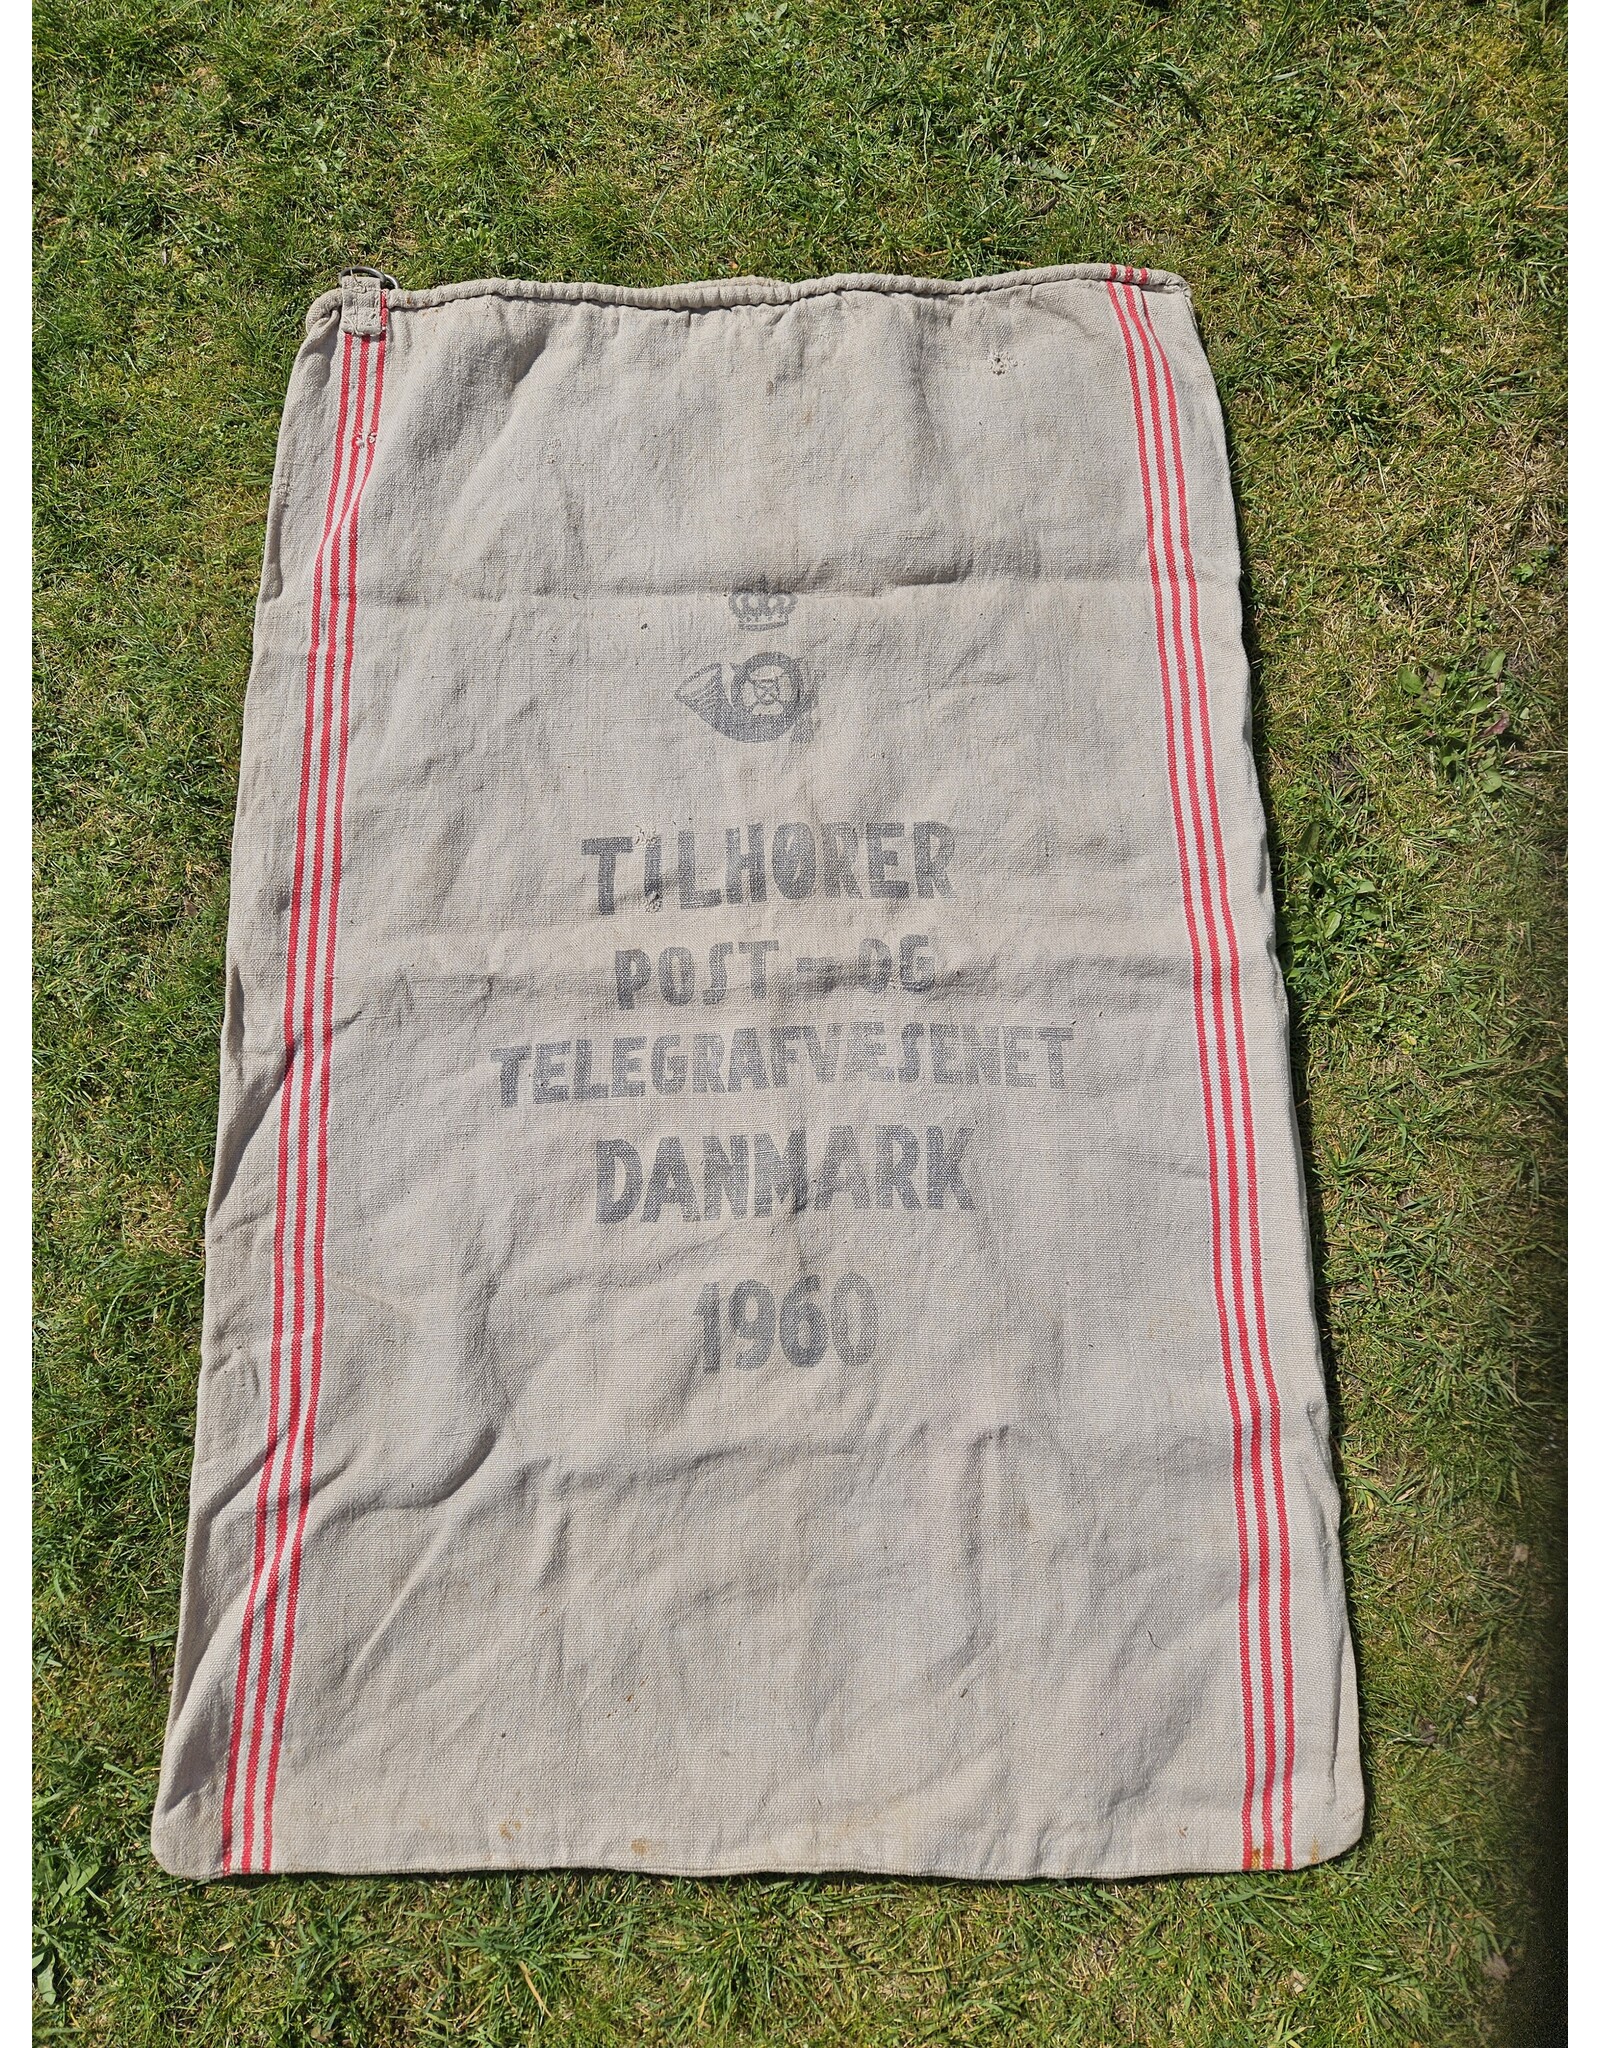 TILHØRER
POST - OG
TELEGRAFVÆSENET
DANMARK
1960